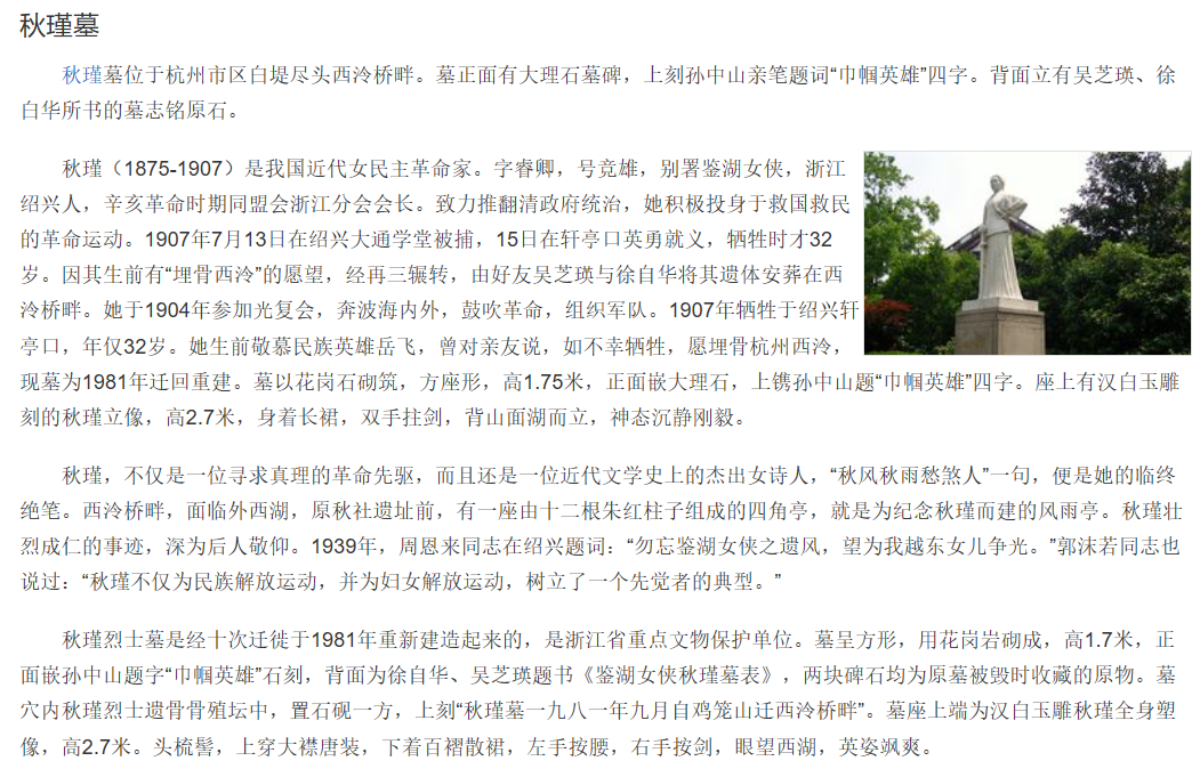 秋瑾墓
秋瑾墓位于杭州市区白堤尽头西泠桥畔。墓正面有大理石墓碑，上刻孙中山亲笔题词“巾帼英雄”四字。背面立有吴芝瑛、徐
白华所书的墓志铭原石。
秋瑾（1875-1907）是我国近代女民主革命家。字睿卿，号竞雄，别署鉴湖女侠，浙江
绍兴人，辛亥革命时期同盟会浙江分会会长。致力推翻清政府统治，她积极投身于救国救民
的革命运动。1907年7月13日在绍兴大通学堂被捕，15日在轩亭口英勇就义，牺牲时才32
岁。因其生前有“埋骨西泠”的愿望，经再三辗转，由好友吴芝瑛与徐自华将其遗体安葬在西
泠桥畔。她于1904年参加光复会，奔波海内外，鼓吹革命，组织军队。1907年牺牲于绍兴轩
亭口，年仅32岁。她生前敬慕民族英雄岳飞，曾对亲友说，如不幸牺牲，愿埋骨杭州西泠，
现墓为1981年迁回重建。墓以花岗石砌筑，方座形，高1.75米，正面嵌大理石，上镌孙中山题“巾帼英雄”四字。座上有汉白玉雕
刻的秋瑾立像，高2.7米，身着长裙，双手拄剑，背山面湖而立，神态沉静刚毅。
秋瑾，不仅是一位寻求真理的革命先驱，而且还是一位近代文学史上的杰出女诗人，“秋风秋雨愁煞人”一句，便是她的临终
绝笔。西泠桥畔，面临外西湖，原秋社遗址前，有一座由十二根朱红柱子组成的四角亭，就是为纪念秋瑾而建的风雨亭。秋瑾壮
烈成仁的事迹，深为后人敬仰。1939年，周恩来同志在绍兴题词：“勿忘鉴湖女侠之遗风，望为我越东女儿争光。”郭沫若同志也
说过：“秋瑾不仅为民族解放运动，并为妇女解放运动，树立了一个先觉者的典型。”
秋瑾烈士墓是经十次迁徙于1981年重新建造起来的，是浙江省重点文物保护单位。墓呈方形，用花岗岩砌成，高1.7米，正
面嵌孙中山题字“巾帼英雄”石刻，背面为徐自华、吴芝瑛题书《鉴湖女侠秋瑾墓表》，两块碑石均为原墓被毁时收藏的原物。墓
穴内秋瑾烈士遗骨骨殖坛中，置石砚一方，上刻“秋瑾墓一九八一年九月自鸡笼山迁西泠桥畔”。墓座上端为汉白玉雕秋瑾全身塑
像，高2.7米。头梳髻，上穿大襟唐装，下着百褶散裙，左手按腰，右手按剑，眼望西湖，英姿飒爽。